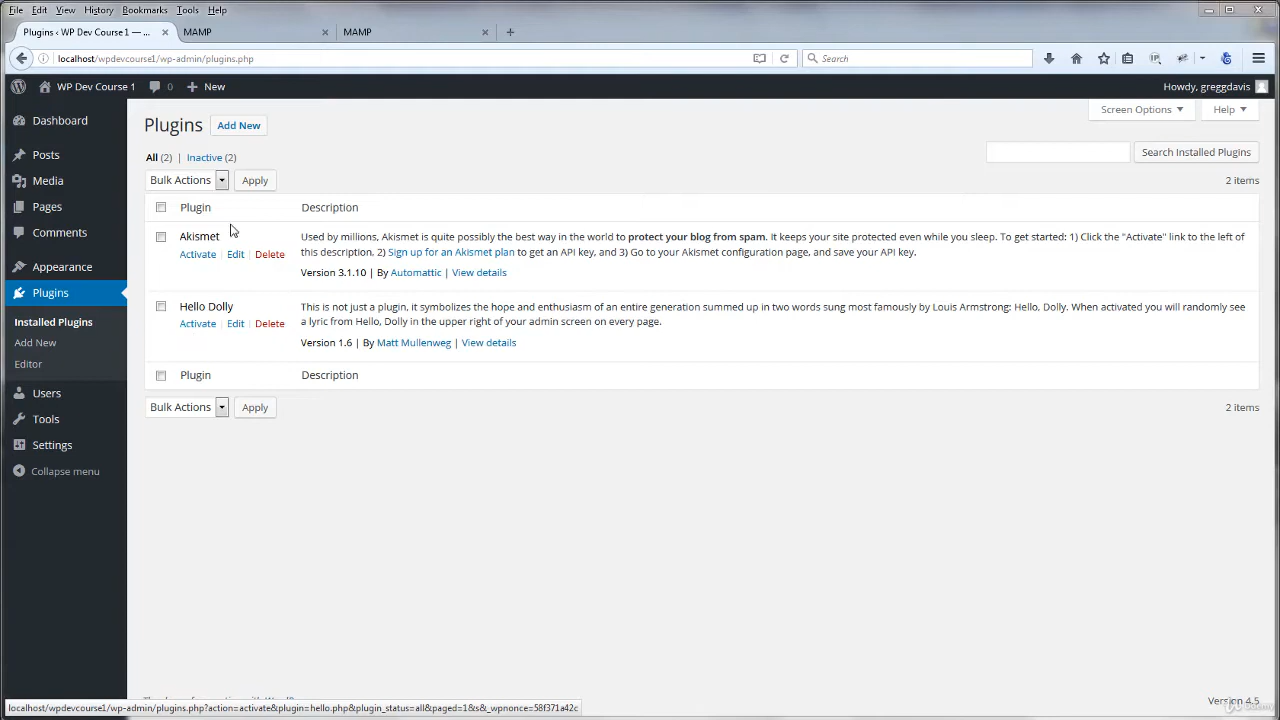 File Edit View History Bookmarks Tools Help
Plugins ‹ WP Dev Course 1 — ...
MAMP
MAMP
localhost/wpdevcourse1/wp-admin/plugins.php
Search
WP Dev Course 1 0 New
Howdy, greggdavis
Dashboard
Posts
Media
Pages
Comments
Appearance
Plugins
Installed Plugins
Add New
Editor
Users
Tools
Settings
Collapse menu
Screen Options Help
Plugins Add New
All (2) | Inactive (2)
Search Installed Plugins
Bulk Actions Apply
2 items
Plugin Description
Akismet
Activate | Edit | Delete
Used by millions, Akismet is quite possibly the best way in the world to protect your blog from spam. It keeps your site protected even while you sleep. To get started: 1) Click the "Activate" link to the left of
this description, 2) Sign up for an Akismet plan to get an API key, and 3) Go to your Akismet configuration page, and save your API key.
Version 3.1.10 | By Automattic | View details
Hello Dolly
Activate | Edit | Delete
This is not just a plugin, it symbolizes the hope and enthusiasm of an entire generation summed up in two words sung most famously by Louis Armstrong: Hello, Dolly. When activated you will randomly see
a lyric from Hello, Dolly in the upper right of your admin screen on every page.
Version 1.6 | By Matt Mullenweg | View details
Plugin Description
Bulk Actions Apply
2 items
Version 4.5
localhost/wpdevcourse1/wp-admin/plugins.php?action=activate&plugin=hello.php&plugin_status=all&paged=1&s&_wpnonce=58f371a42c